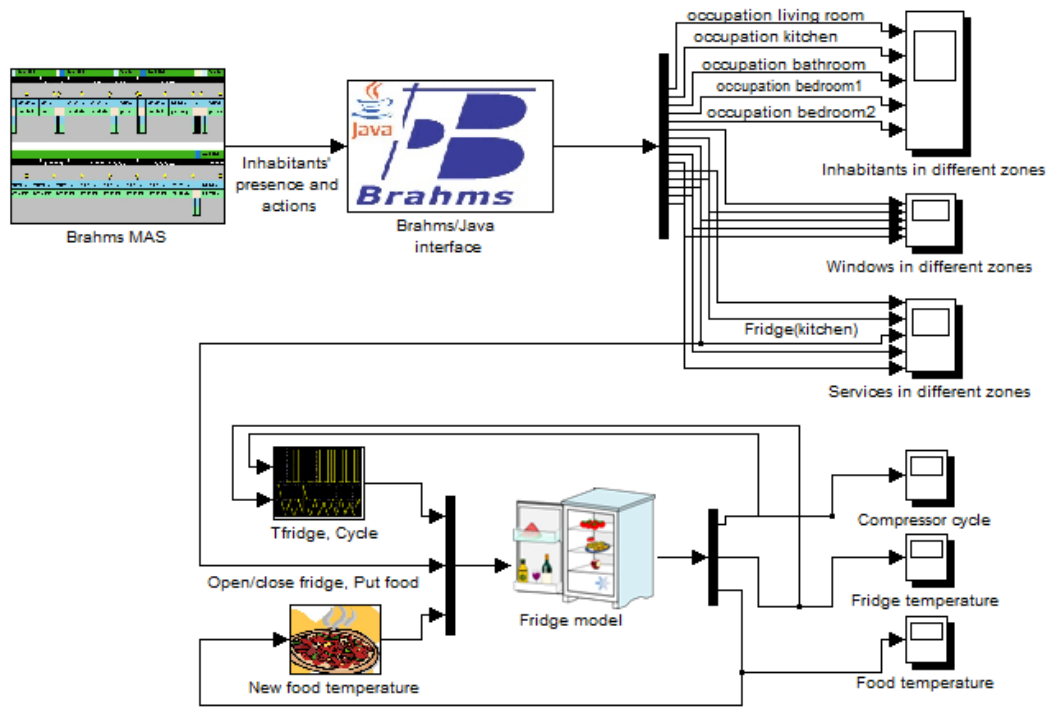 occupation living room
occupation kitchen
occupation bathroom
occupation bedroom1
occupation bedroom2
Inhabitants in different zones
Java
Brahms
Inhabitants'
presence and
actions
Brahms MAS
Brahms/Java
interface
Windows in different zones
Fridge(kitchen)
Services in different zones
Tfridge, Cycle
Compressor cycle
Open/close fridge, Put food
Fridge model
Fridge temperature
New food temperature
Food temperature